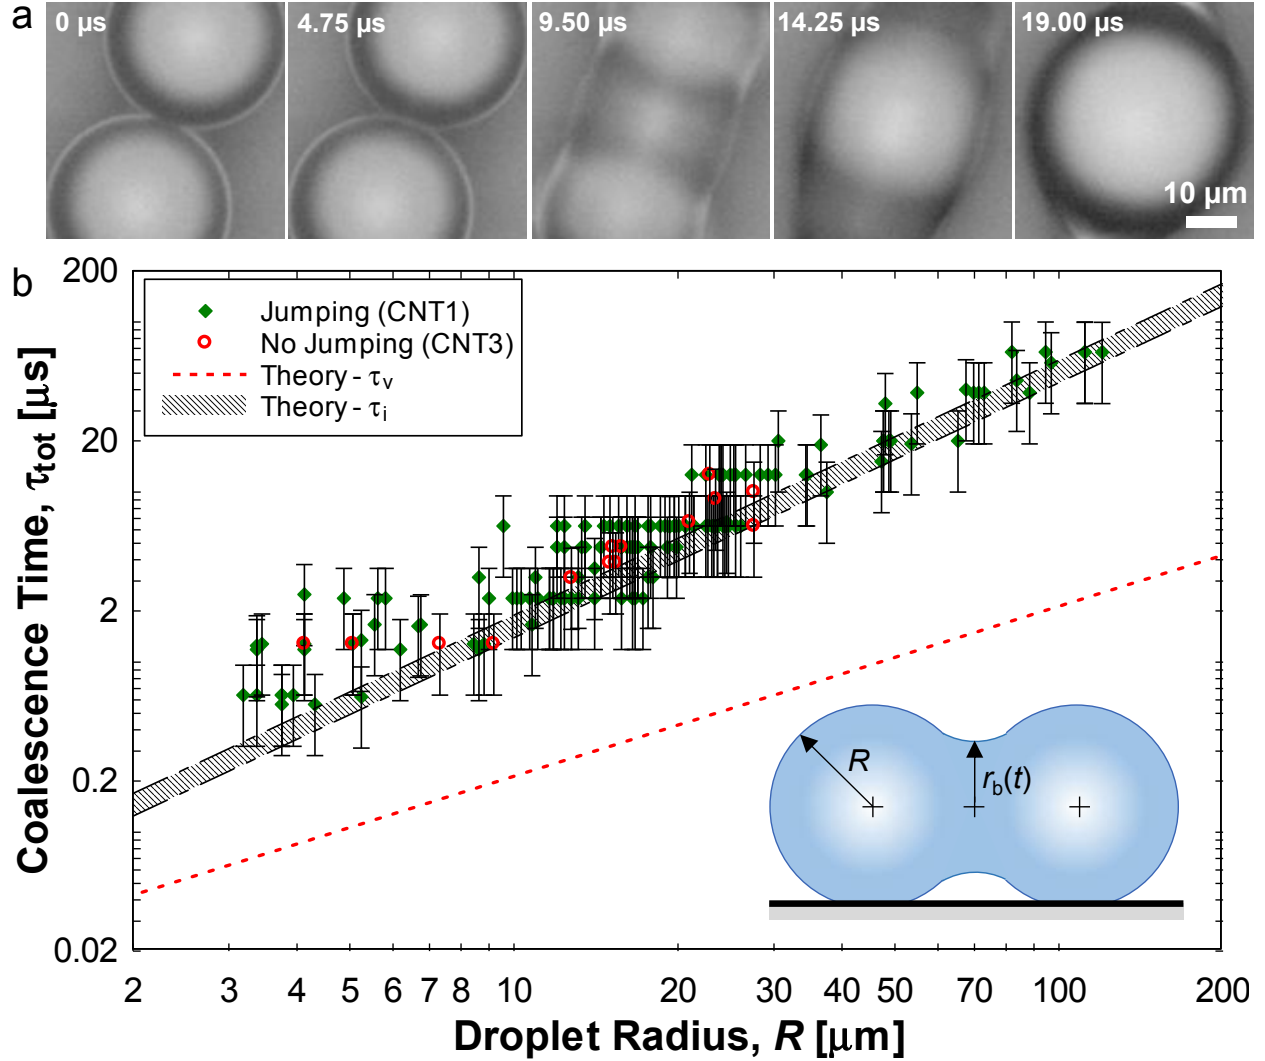 a
0 µs
4.75 µs
9.50 µs
14.25 µs
19.00 µs
10 µm
b
200
20
2
0.2
0.02
Coalescence Time, τtot [µs]
Jumping (CNT1)
No Jumping (CNT3)
Theory - τv
Theory - τi
R
rb(t)
2 3 4 5 6 7 8 10 20 30 40 50 70 100 200
Droplet Radius, R [µm]